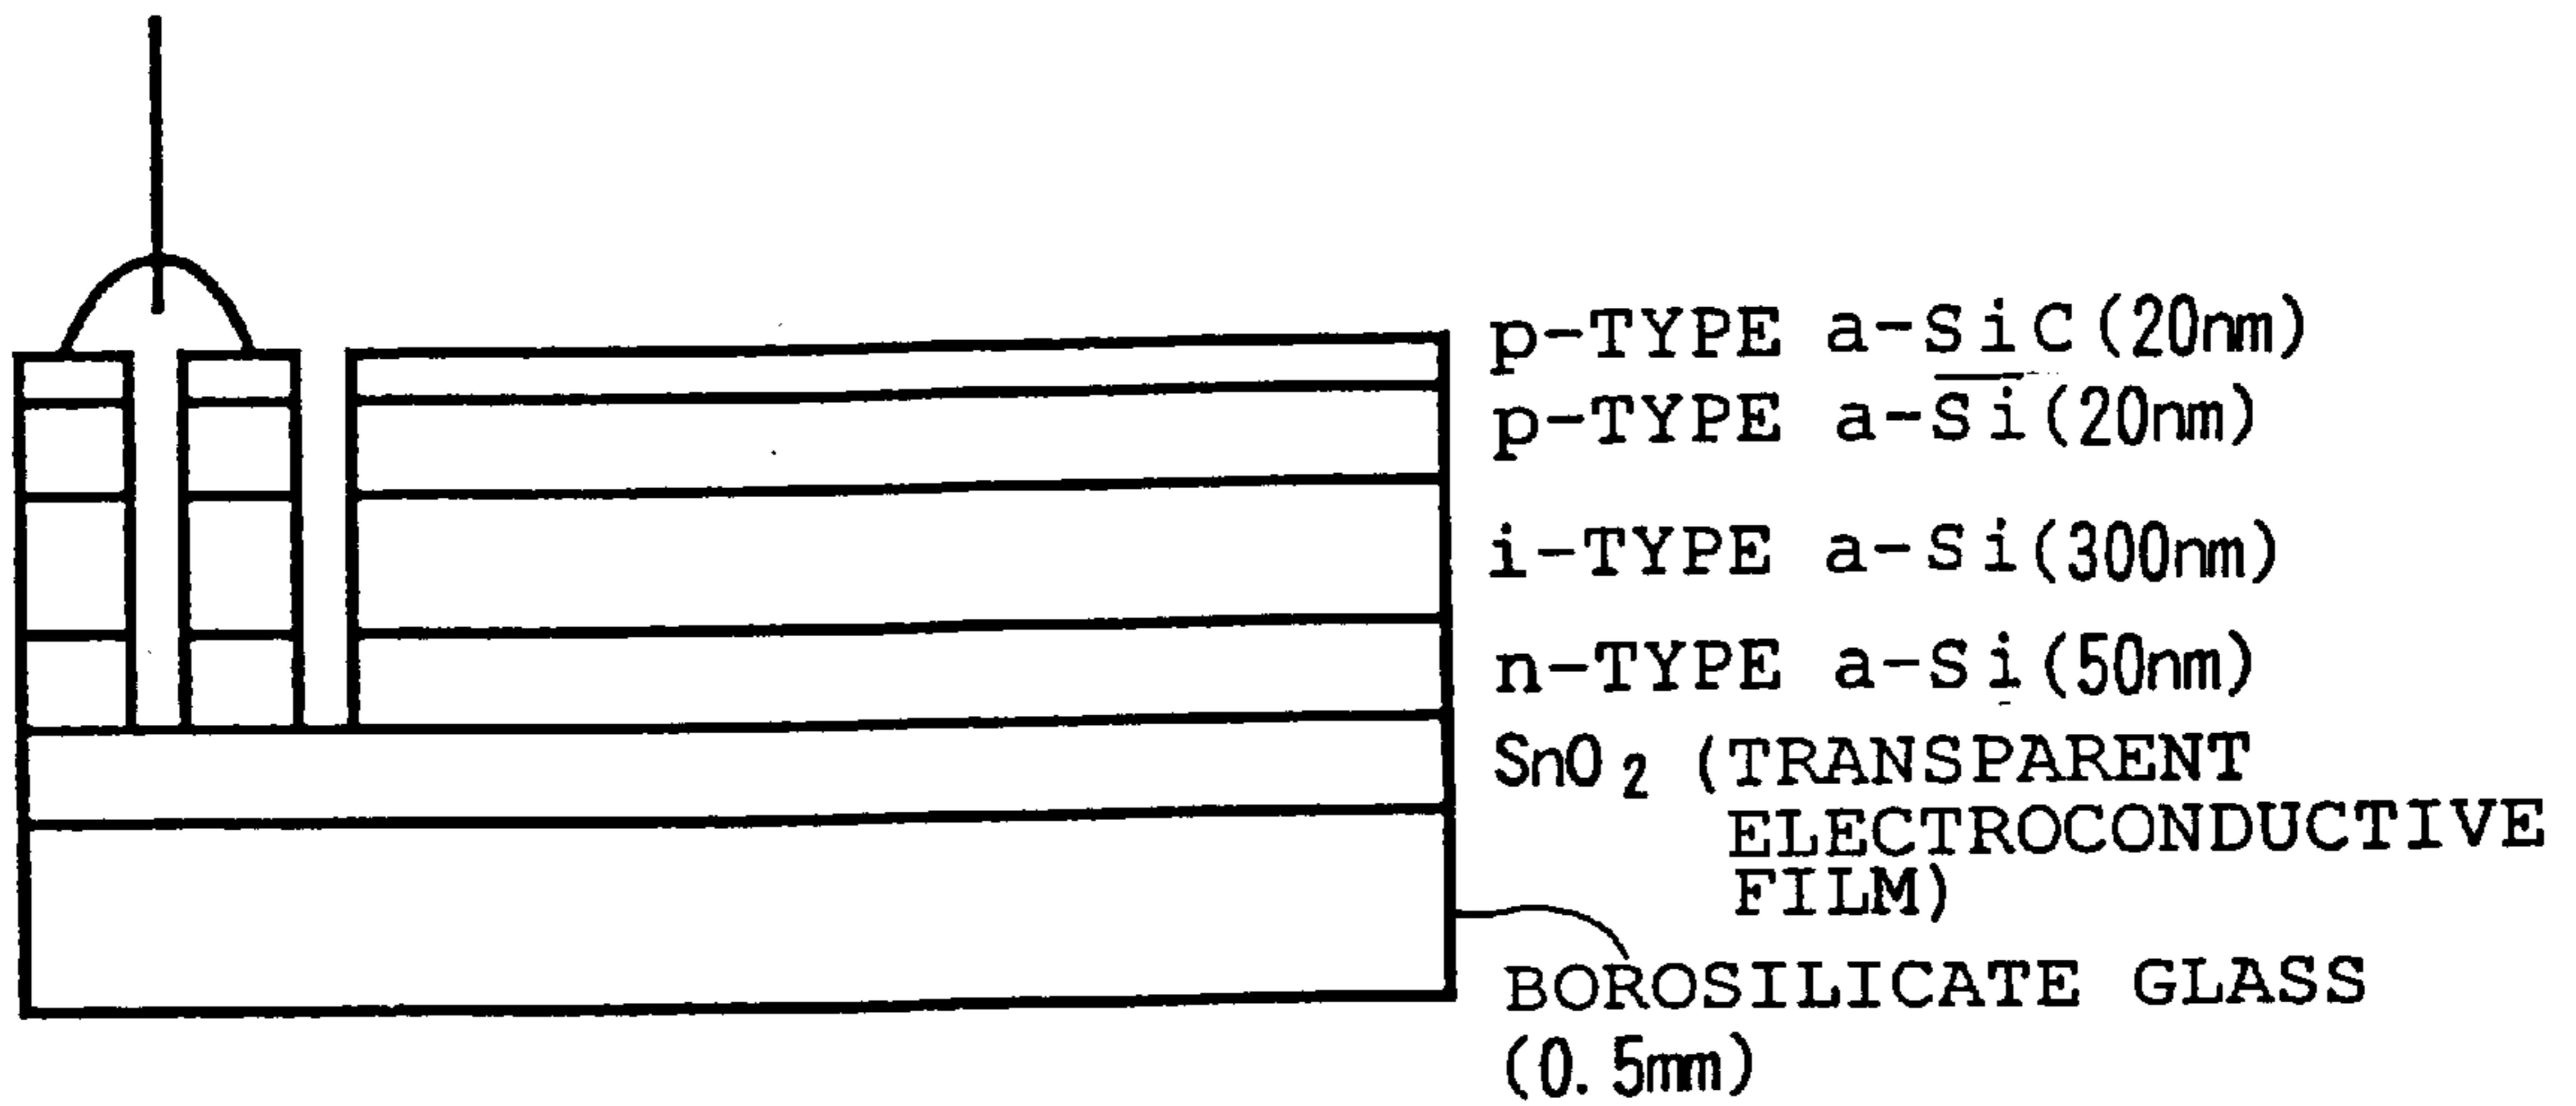 p-TYPE a-SiC(20nm)
p-TYPE a-Si(20nm)
i-TYPE a-Si(300nm)
n-TYPE a-Si(50nm)
SnO₂ (TRANSPARENT
ELECTROCONDUCTIVE
FILM)
BOROSILICATE GLASS
(0.5mm)